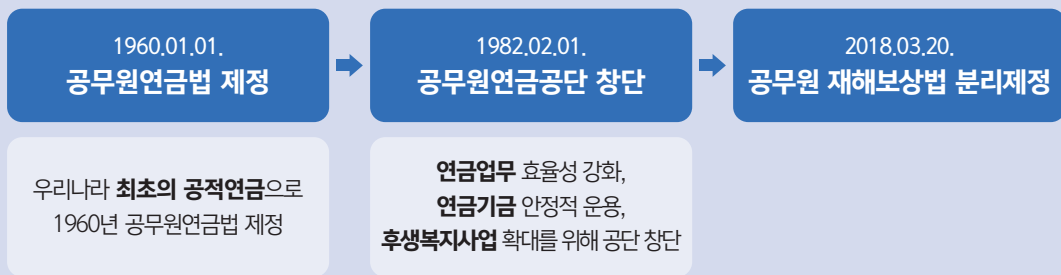 1960.01.01.
공무원연금법 제정
1982.02.01.
공무원연금공단 창단
2018.03.20.
공무원 재해보상법 분리제정
우리나라 최초의 공적연금으로
1960년 공무원연금법 제정
연금업무 효율성 강화,
연금기금 안정적 운용,
후생복지사업 확대를 위해 공단 창단